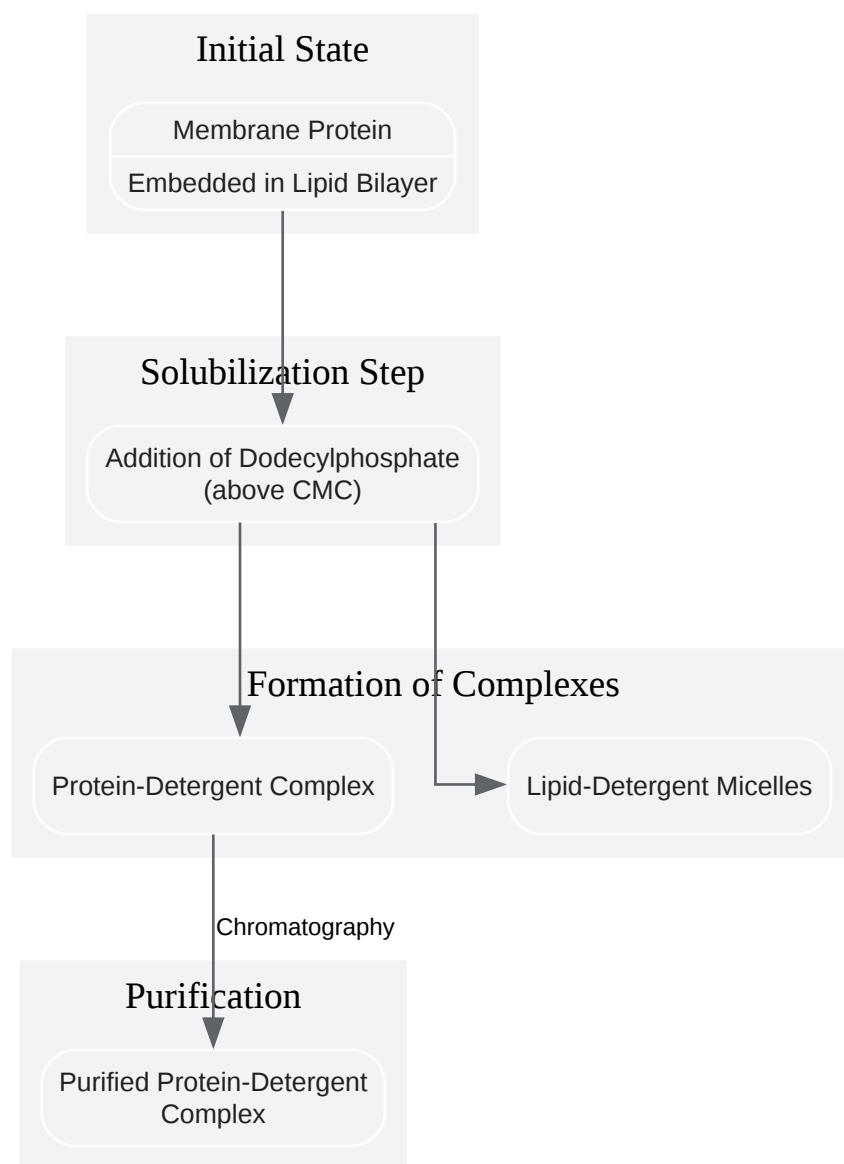 Initial State
Membrane Protein
Embedded in Lipid Bilayer
Solubilization Step
Addition of Dodecylphosphate
(above CMC)
Formation of Complexes
Protein-Detergent Complex
Lipid-Detergent Micelles
Chromatography
Purification
Purified Protein-Detergent
Complex